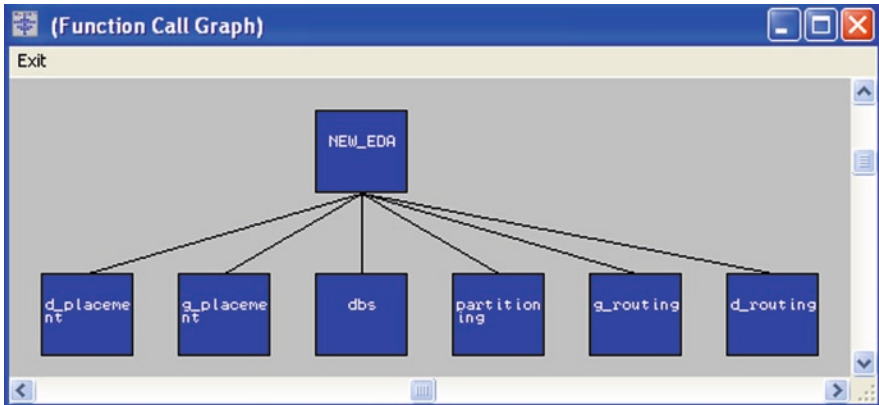 (Function Call Graph)
Exit
NEW_EDA
d_placeme
nt
g_placeme
nt
dbs
partition
ing
g_routing
d_routing